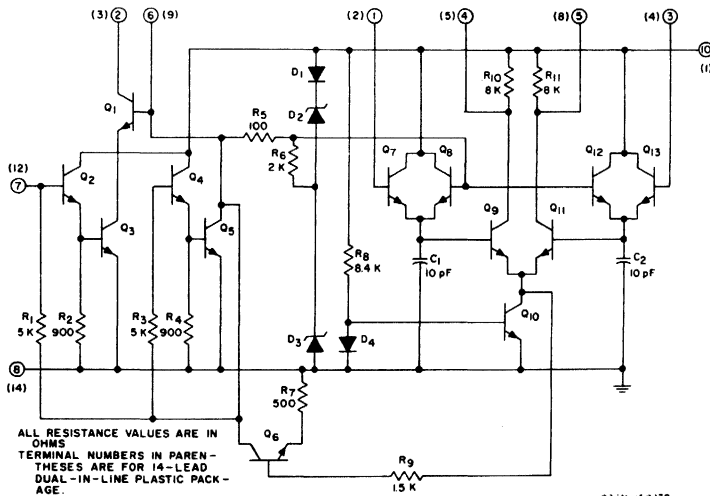 (3) 2 6 (9) (2) 1 (5) 4 (8) 5 (4) 3
10
(1)
D1
R10
8 K
R11
8 K
Q1
R5
100
D2
Q7 Q8 Q12 Q13
R6
2 K
(12)
7
Q2 Q4
Q3 Q5
Q9 Q11
R8
8.4 K
C1
10 pF
C2
10 pF
R1
5 K
R2
900
R3
5 K
R4
900
D3 D4
Q10
8
(14)
R7
500
Q6
R9
1.5 K
ALL RESISTANCE VALUES ARE IN
OHMS
TERMINAL NUMBERS IN PAREN-
THESES ARE FOR 14-LEAD
DUAL-IN-LINE PLASTIC PACK-
AGE.